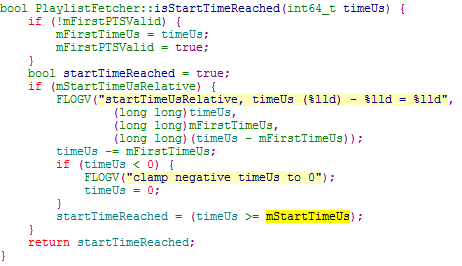 bool PlaylistFetcher::isStartTimeReached(int64_t timeUs) {
    if (!mFirstPTSValid) {
        mFirstTimeUs = timeUs;
        mFirstPTSValid = true;
    }
    bool startTimeReached = true;
    if (mStartTimeUsRelative) {
        FLOGV("startTimeUsRelative, timeUs (%lld) - %lld = %lld",
            (long long)timeUs,
            (long long)mFirstTimeUs,
            (long long)(timeUs - mFirstTimeUs));
        timeUs -= mFirstTimeUs;
        if (timeUs < 0) {
            FLOGV("clamp negative timeUs to 0");
            timeUs = 0;
        }
        startTimeReached = (timeUs >= mStartTimeUs);
    }
    return startTimeReached;
}